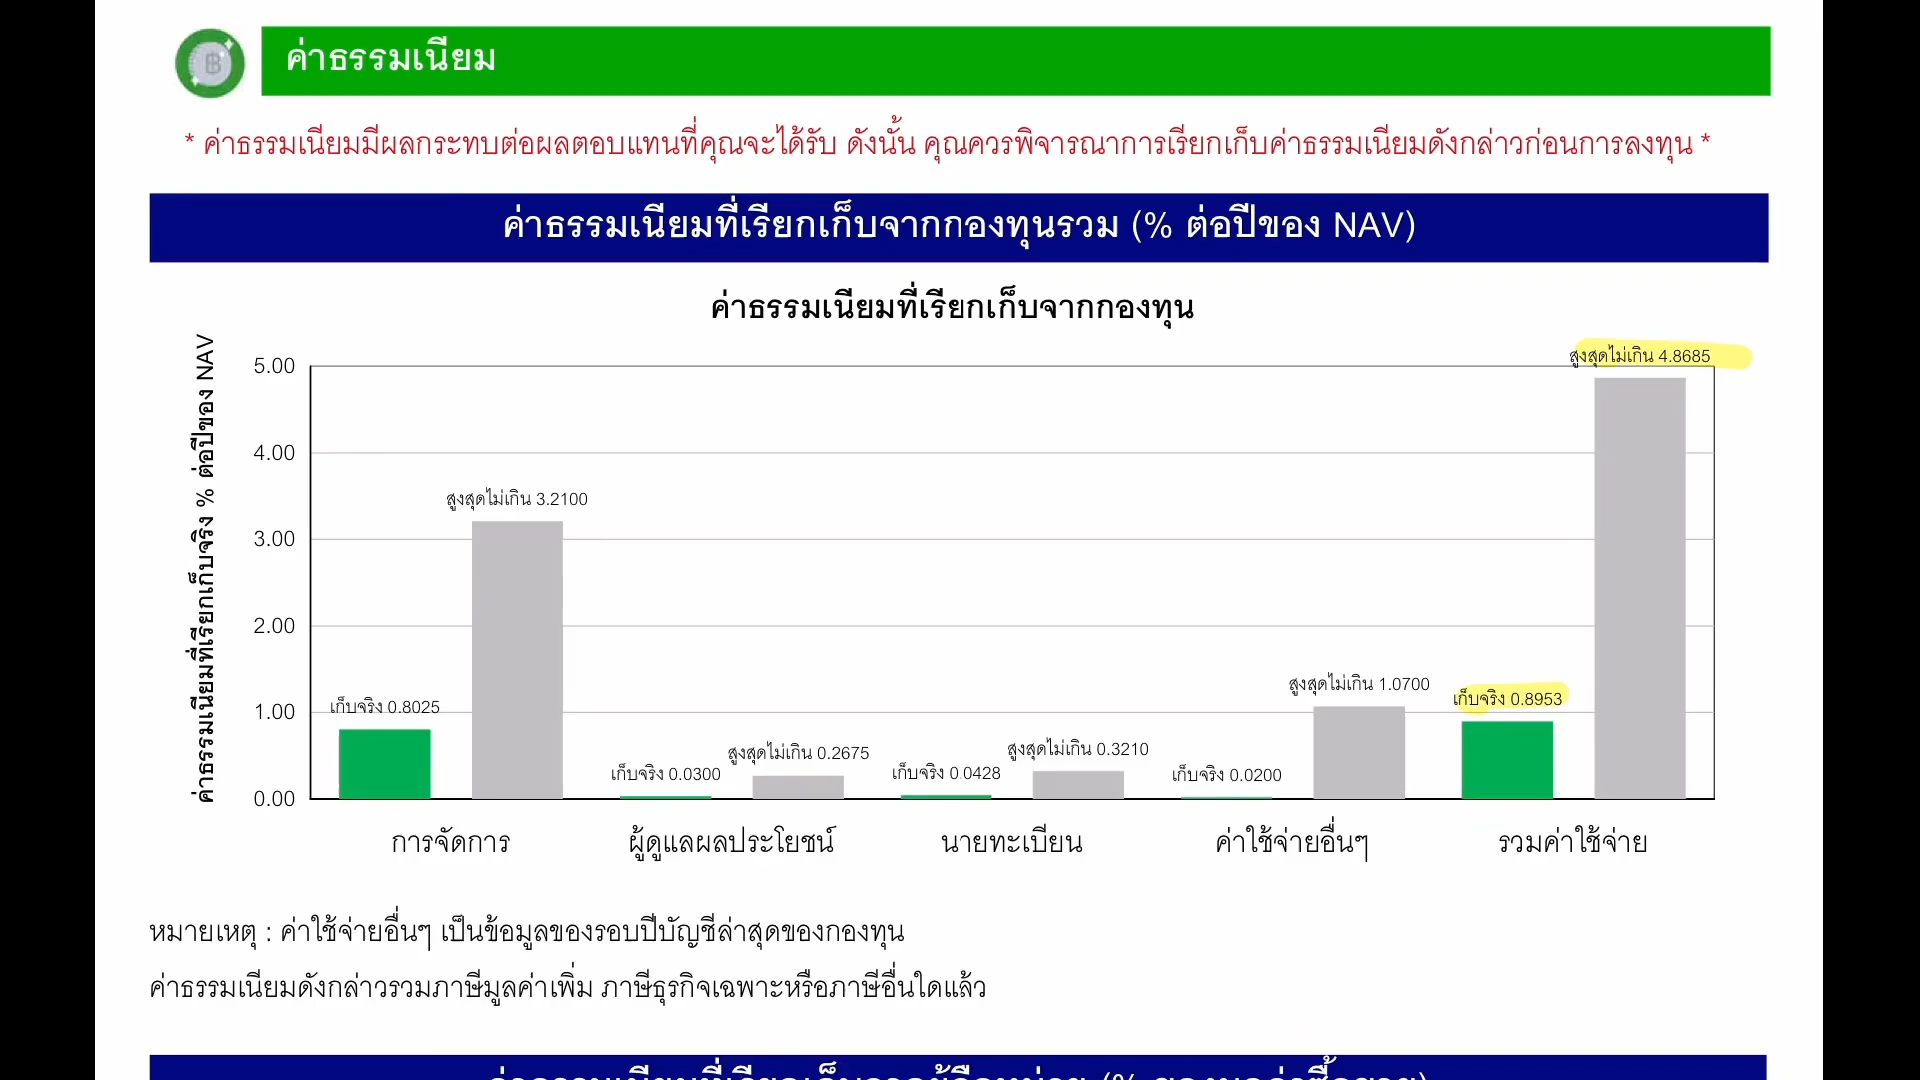 ค่าธรรมเนียม
* ค่าธรรมเนียมมีผลกระทบต่อผลตอบแทนที่คุณจะได้รับ ดังนั้น คุณควรพิจารณาการเรียกเก็บค่าธรรมเนียมดังกล่าวก่อนการลงทุน *
ค่าธรรมเนียมที่เรียกเก็บจากกองทุนรวม (% ต่อปีของ NAV)
ค่าธรรมเนียมที่เรียกเก็บจากกองทุน
ค่าธรรมเนียมที่เรียกเก็บจริง % ต่อปีของ NAV
5.00
4.00
3.00
2.00
1.00
0.00
เก็บจริง 0.8025
สูงสุดไม่เกิน 3.2100
เก็บจริง 0.0300
สูงสุดไม่เกิน 0.2675
เก็บจริง 0.0428
สูงสุดไม่เกิน 0.3210
เก็บจริง 0.0200
สูงสุดไม่เกิน 1.0700
เก็บจริง 0.8953
สูงสุดไม่เกิน 4.8685
การจัดการ
ผู้ดูแลผลประโยชน์
นายทะเบียน
ค่าใช้จ่ายอื่นๆ
รวมค่าใช้จ่าย
หมายเหตุ : ค่าใช้จ่ายอื่นๆ เป็นข้อมูลของรอบปีบัญชีล่าสุดของกองทุน
ค่าธรรมเนียมดังกล่าวรวมภาษีมูลค่าเพิ่ม ภาษีธุรกิจเฉพาะหรือภาษีอื่นใดแล้ว